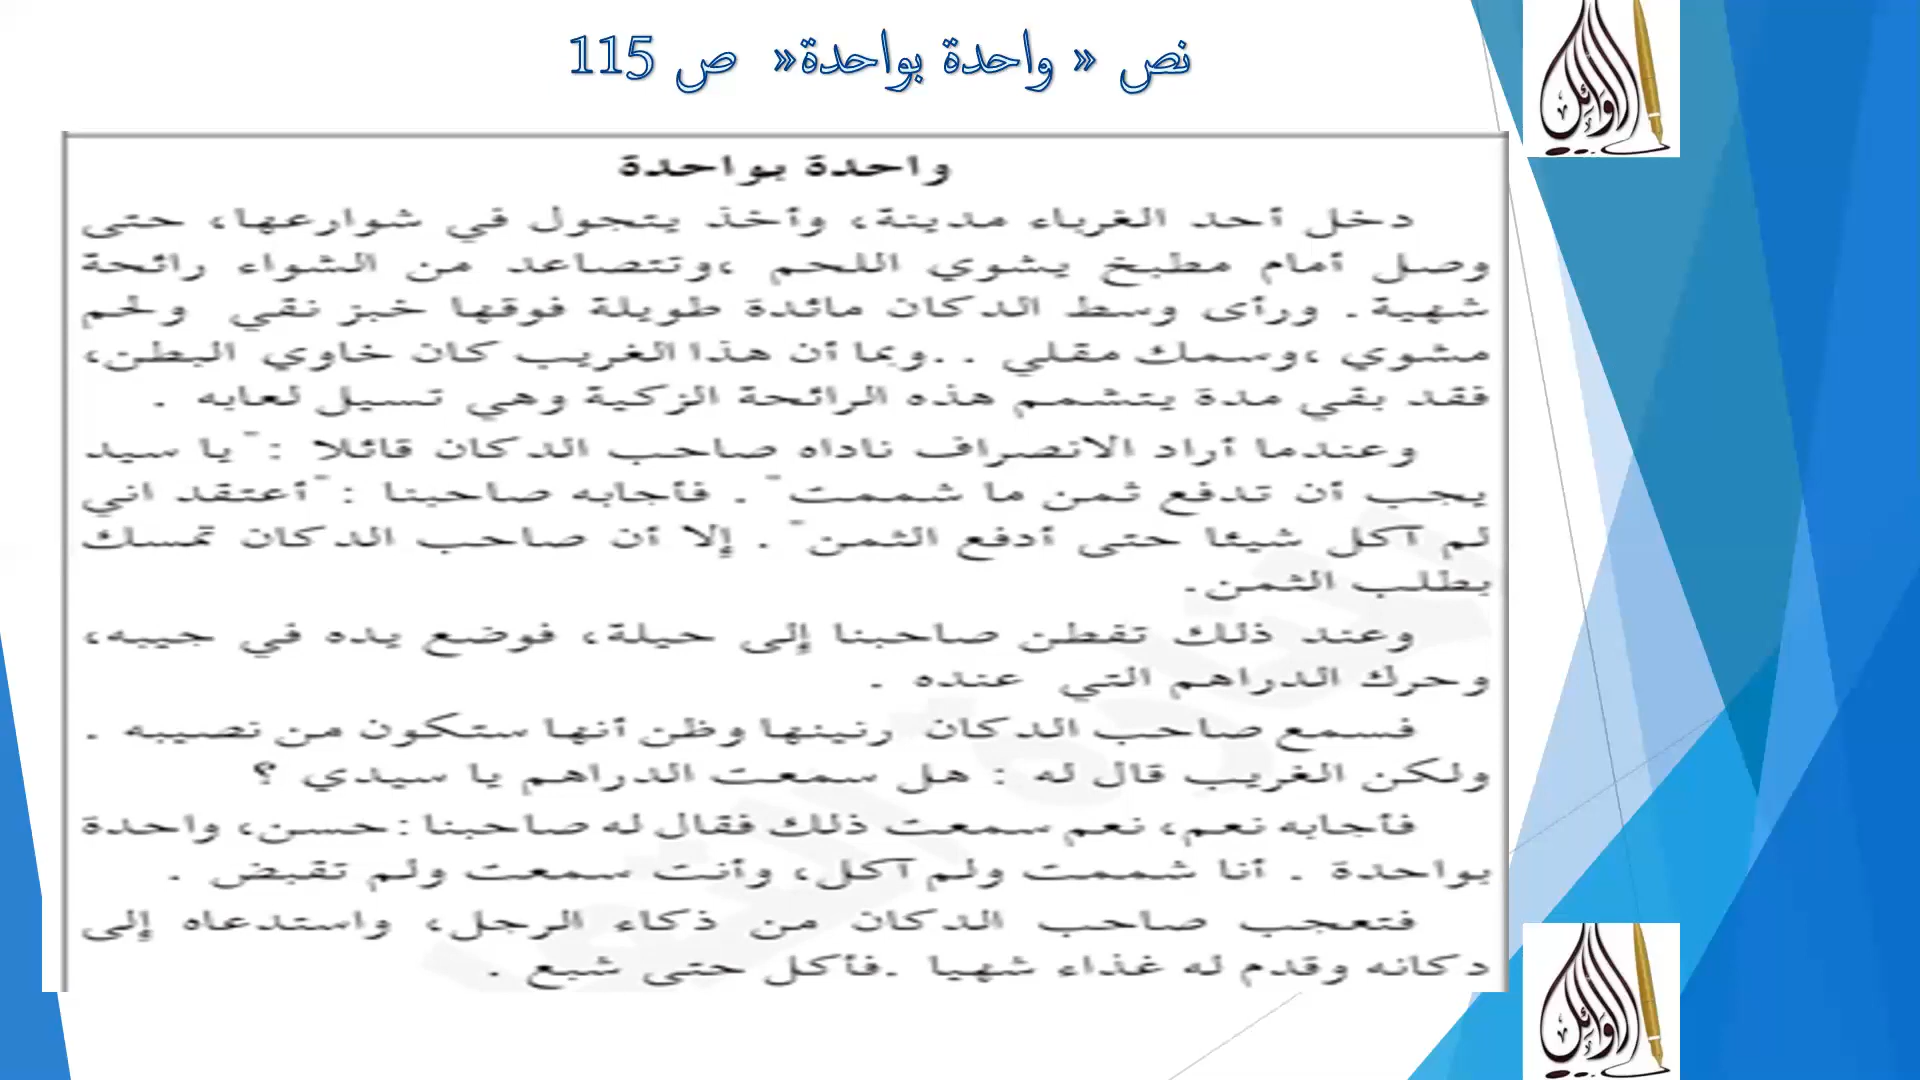 نص « واحدة بواحدة« ص 115
واحدة بواحدة
دخل أحد الغرباء مدينة، وأخذ يتجول في شوارعها، حتى
وصل أمام مطبخ يشوي اللحم ،وتتصاعد من الشواء رائحة
شهية. ورأى وسط الدكان مائدة طويلة فوقها خبز نقي ولحم
مشوي ،وسمك مقلي . .وبما أن هذا الغريب كان خاوي البطن،
فقد بقي مدة يتشمم هذه الرائحة الزكية وهي تسيل لعابه .
وعندما أراد الانصراف ناداه صاحب الدكان قائلا : "يا سيد
يجب أن تدفع ثمن ما شممت" . فأجابه صاحبنا : "أعتقد اني
لم آكل شيئا حتى أدفع الثمن" . إلا أن صاحب الدكان تمسك
بطلب الثمن.
وعند ذلك تفطن صاحبنا إلى حيلة، فوضع يده في جيبه،
وحرك الدراهم التي عنده .
فسمع صاحب الدكان رنينها وظن أنها ستكون من نصيبه .
ولكن الغريب قال له : هل سمعت الدراهم يا سيدي ؟
فأجابه نعم، نعم سمعت ذلك فقال له صاحبنا : حسن، واحدة
بواحدة . أنا شممت ولم آكل، وأنت سمعت ولم تقبض .
فتعجب صاحب الدكان من ذكاء الرجل، واستدعاه إلى
دكانه وقدم له غذاء شهيا .فأكل حتى شبع .
الأوائل
الأوائل